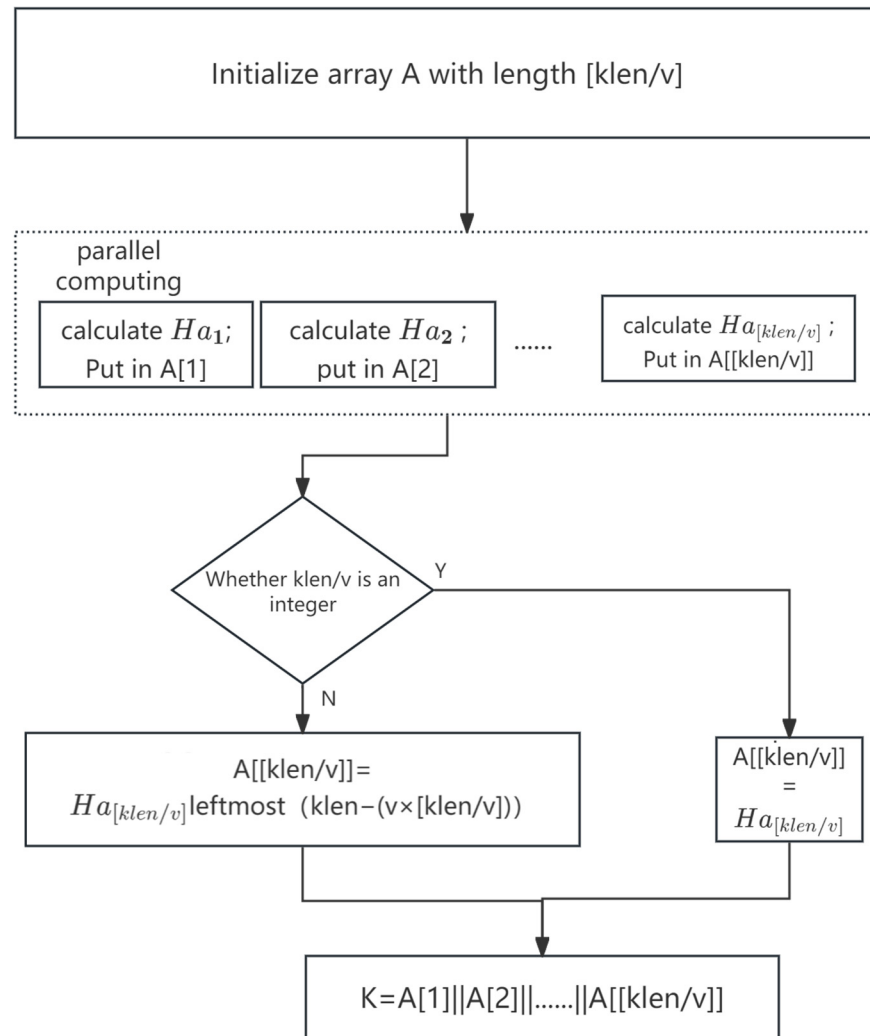 Initialize array A with length [klen/v]
parallel
computing
calculate Ha₁;
Put in A[1]
calculate Ha₂ ;
put in A[2]
......
calculate Ha[klen/v] ;
Put in A[[klen/v]]
Whether klen/v is an
integer
Y
N
A[[klen/v]]=
Ha[klen/v]leftmost (klen−(v×[klen/v]))
A[[klen/v]]
=
Ha[klen/v]
K=A[1]||A[2]||......||A[[klen/v]]